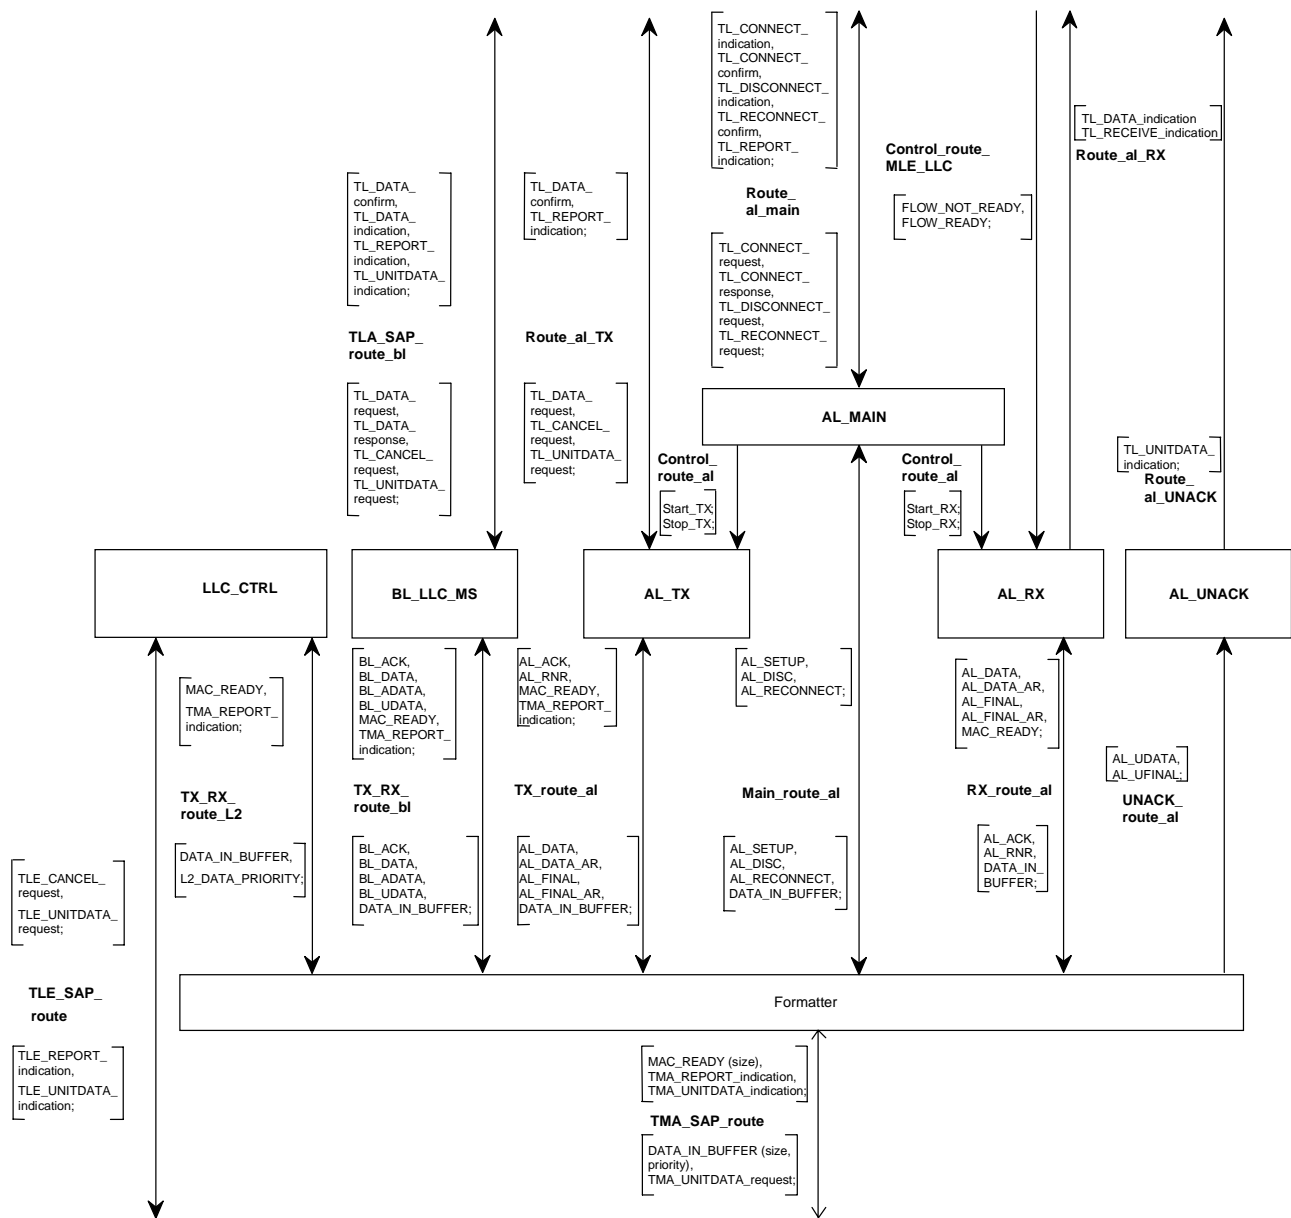 TL_CONNECT_
indication,
TL_CONNECT_
confirm,
TL_DISCONNECT_
indication,
TL_RECONNECT_
confirm,
TL_REPORT_
indication;
Route_
al_main
TL_CONNECT_
request,
TL_CONNECT_
response,
TL_DISCONNECT_
request,
TL_RECONNECT_
request;
Control_route_
MLE_LLC
FLOW_NOT_READY,
FLOW_READY;
TL_DATA_indication
TL_RECEIVE_indication
Route_al_RX
TL_DATA_
confirm,
TL_DATA_
indication,
TL_REPORT_
indication,
TL_UNITDATA_
indication;
TLA_SAP_
route_bl
TL_DATA_
request,
TL_DATA_
response,
TL_CANCEL_
request,
TL_UNITDATA_
request;
TL_DATA_
confirm,
TL_REPORT_
indication;
Route_al_TX
TL_DATA_
request,
TL_CANCEL_
request,
TL_UNITDATA_
request;
AL_MAIN
Control_
route_al
Start_TX;
Stop_TX;
Control_
route_al
Start_RX;
Stop_RX;
TL_UNITDATA_
indication;
Route_
al_UNACK
LLC_CTRL
BL_LLC_MS
AL_TX
AL_RX
AL_UNACK
MAC_READY,
TMA_REPORT_
indication;
TX_RX_
route_L2
DATA_IN_BUFFER,
L2_DATA_PRIORITY;
BL_ACK,
BL_DATA,
BL_ADATA,
BL_UDATA,
MAC_READY,
TMA_REPORT_
indication;
TX_RX_
route_bl
BL_ACK,
BL_DATA,
BL_ADATA,
BL_UDATA,
DATA_IN_BUFFER;
AL_ACK,
AL_RNR,
MAC_READY,
TMA_REPORT_
indication;
TX_route_al
AL_DATA,
AL_DATA_AR,
AL_FINAL,
AL_FINAL_AR,
DATA_IN_BUFFER;
AL_SETUP,
AL_DISC,
AL_RECONNECT;
Main_route_al
AL_SETUP,
AL_DISC,
AL_RECONNECT,
DATA_IN_BUFFER;
AL_DATA,
AL_DATA_AR,
AL_FINAL,
AL_FINAL_AR,
MAC_READY;
RX_route_al
AL_ACK,
AL_RNR,
DATA_IN_
BUFFER;
AL_UDATA,
AL_UFINAL;
UNACK_
route_al
TLE_CANCEL_
request,
TLE_UNITDATA_
request;
TLE_SAP_
route
TLE_REPORT_
indication,
TLE_UNITDATA_
indication;
Formatter
MAC_READY (size),
TMA_REPORT_indication,
TMA_UNITDATA_indication;
TMA_SAP_route
DATA_IN_BUFFER (size,
priority),
TMA_UNITDATA_request;